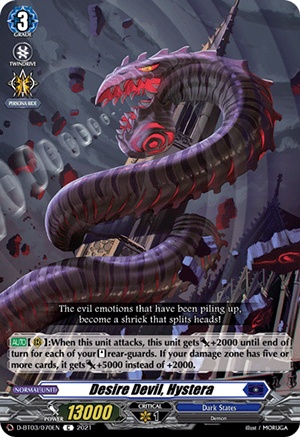 3
GRADE
TWINDRIVE
PERSONA RIDE
The evil emotions that have been piling up,
become a shriek that splits heads!
AUTO [ ]:When this unit attacks, this unit gets +2000 until end
of turn for each of your rear-guards. If your damage zone has five or
more cards, it gets +5000 instead of +2000.
NORMAL UNIT
Desire Devil, Hystera
POWER 13000
CRITICAL
1
Dark States
Demon
D-BT03/070EN C 2021
Illust / MORUGA